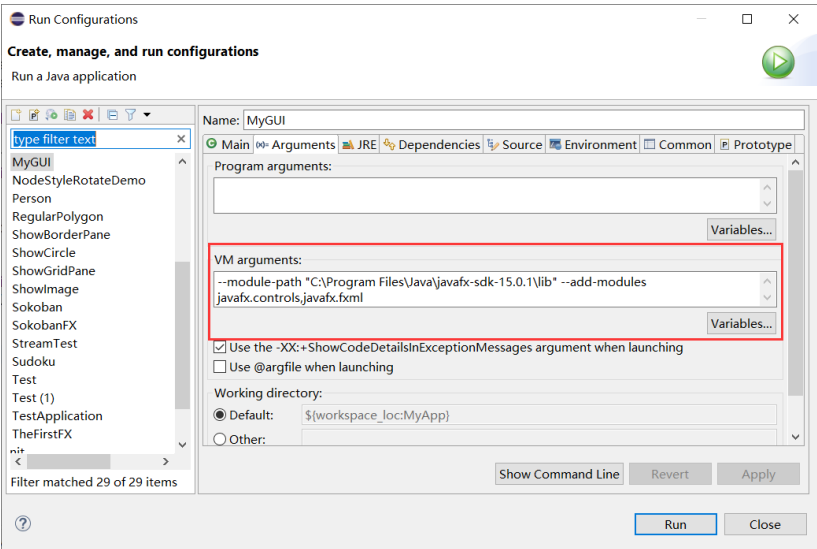 Run Configurations
Create, manage, and run configurations
Run a Java application
Name: MyGUI
type filter text
MyGUI
NodeStyleRotateDemo
Person
RegularPolygon
ShowBorderPane
ShowCircle
ShowGridPane
ShowImage
Sokoban
SokobanFX
StreamTest
Sudoku
Test
Test (1)
TestApplication
TheFirstFX
Filter matched 29 of 29 items
Main (x)= Arguments JRE Dependencies Source Environment Common Prototype
Program arguments:
Variables...
VM arguments:
--module-path "C:\Program Files\Java\javafx-sdk-15.0.1\lib" --add-modules
javafx.controls,javafx.fxml
Variables...
Use the -XX:+ShowCodeDetailsInExceptionMessages argument when launching
Use @argfile when launching
Working directory:
Default: ${workspace_loc:MyApp}
Other:
Show Command Line Revert Apply
Run Close